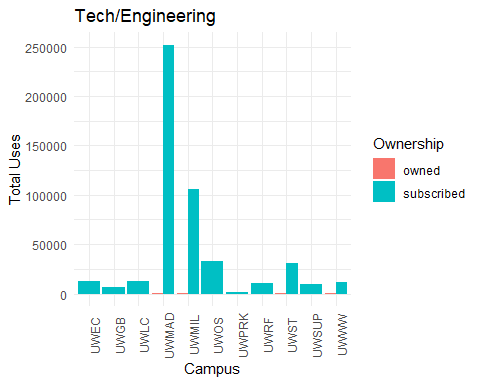 Tech/Engineering
250000
200000
150000
100000
50000
0
Total Uses
UWEC
UWGB
UWLC
UWMAD
UWMIL
UWOS
UWPRK
UWRF
UWST
UWSUP
UWWW
Campus
Ownership
owned
subscribed